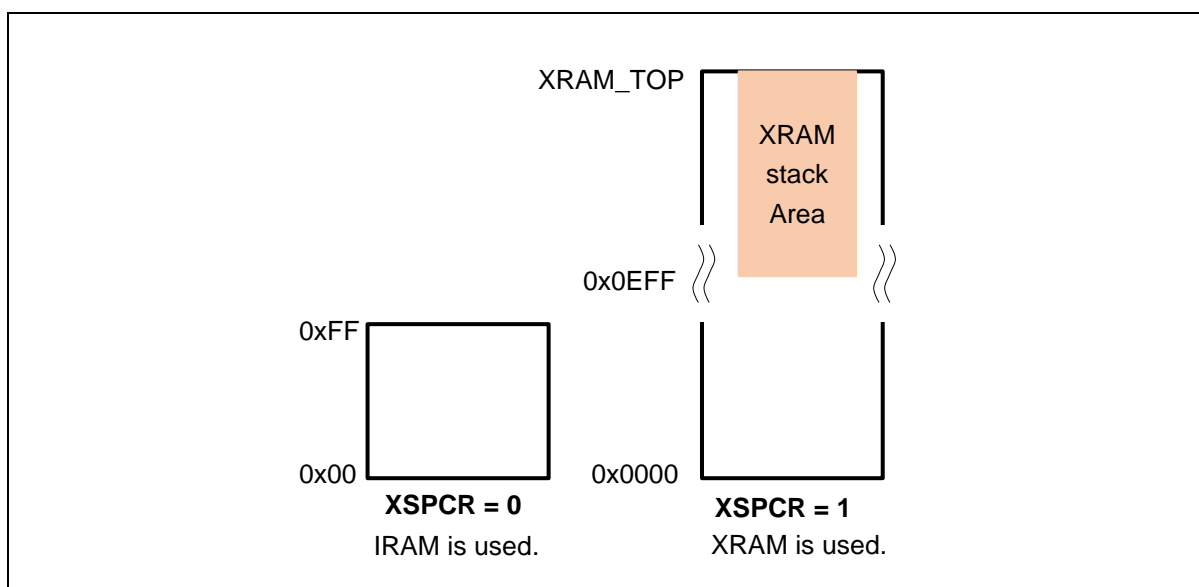 XRAM_TOP
XRAM
stack
Area
0x0EFF
0xFF
0x00
0x0000
XSPCR = 0
IRAM is used.
XSPCR = 1
XRAM is used.